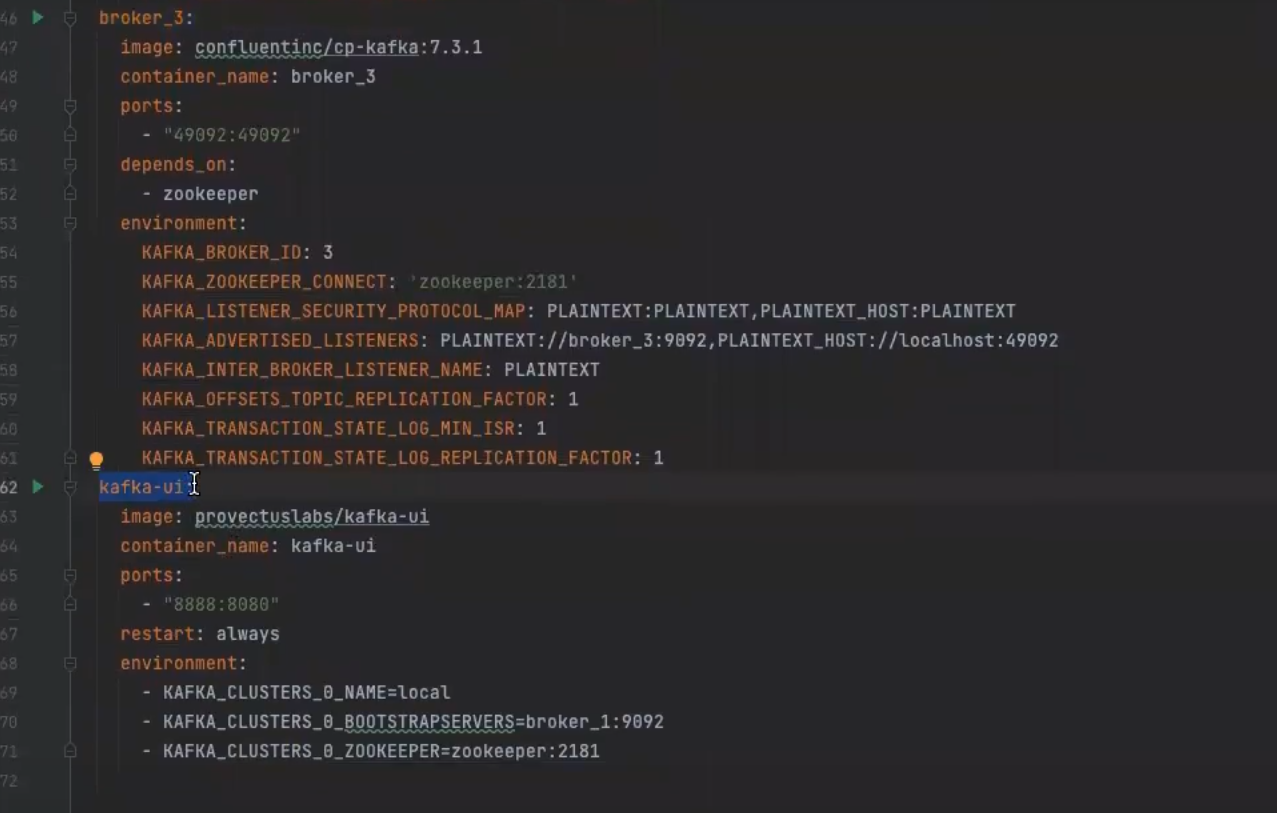 46 broker_3:
47 image: confluentinc/cp-kafka:7.3.1
48 container_name: broker_3
49 ports:
50 - "49092:49092"
51 depends_on:
52 - zookeeper
53 environment:
54 KAFKA_BROKER_ID: 3
55 KAFKA_ZOOKEEPER_CONNECT: 'zookeeper:2181'
56 KAFKA_LISTENER_SECURITY_PROTOCOL_MAP: PLAINTEXT:PLAINTEXT,PLAINTEXT_HOST:PLAINTEXT
57 KAFKA_ADVERTISED_LISTENERS: PLAINTEXT://broker_3:9092,PLAINTEXT_HOST://localhost:49092
58 KAFKA_INTER_BROKER_LISTENER_NAME: PLAINTEXT
59 KAFKA_OFFSETS_TOPIC_REPLICATION_FACTOR: 1
60 KAFKA_TRANSACTION_STATE_LOG_MIN_ISR: 1
61 KAFKA_TRANSACTION_STATE_LOG_REPLICATION_FACTOR: 1
62 kafka-ui:
63 image: provectuslabs/kafka-ui
64 container_name: kafka-ui
65 ports:
66 - "8888:8080"
67 restart: always
68 environment:
69 - KAFKA_CLUSTERS_0_NAME=local
70 - KAFKA_CLUSTERS_0_BOOTSTRAPSERVERS=broker_1:9092
71 - KAFKA_CLUSTERS_0_ZOOKEEPER=zookeeper:2181
72